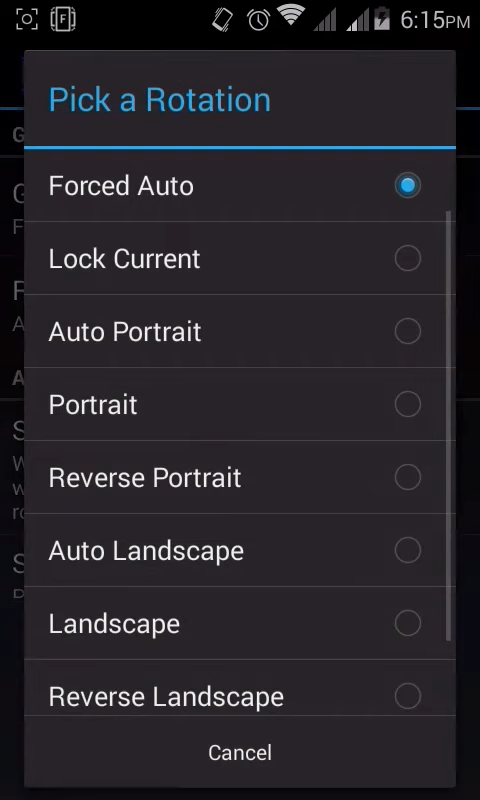 6:15PM
Pick a Rotation
Forced Auto
Lock Current
Auto Portrait
Portrait
Reverse Portrait
Auto Landscape
Landscape
Reverse Landscape
Cancel